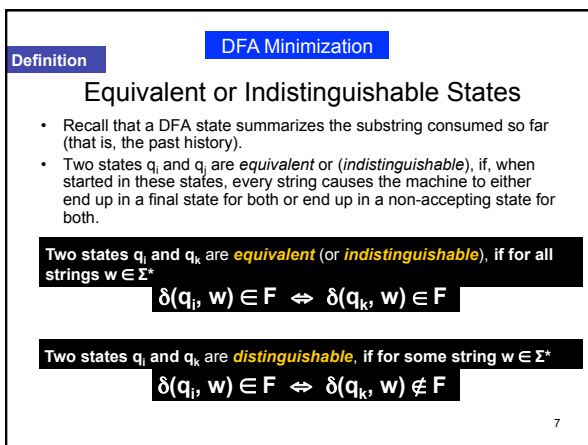 DFA Minimization
Definition
Equivalent or Indistinguishable States
• Recall that a DFA state summarizes the substring consumed so far
(that is, the past history).
• Two states qi and qj are equivalent or (indistinguishable), if, when
started in these states, every string causes the machine to either
end up in a final state for both or end up in a non-accepting state for
both.
Two states qi and qk are equivalent (or indistinguishable), if for all
strings w ∈ Σ*
δ(qi, w) ∈ F ⇔ δ(qk, w) ∈ F
Two states qi and qk are distinguishable, if for some string w ∈ Σ*
δ(qi, w) ∈ F ⇔ δ(qk, w) ∉ F
7